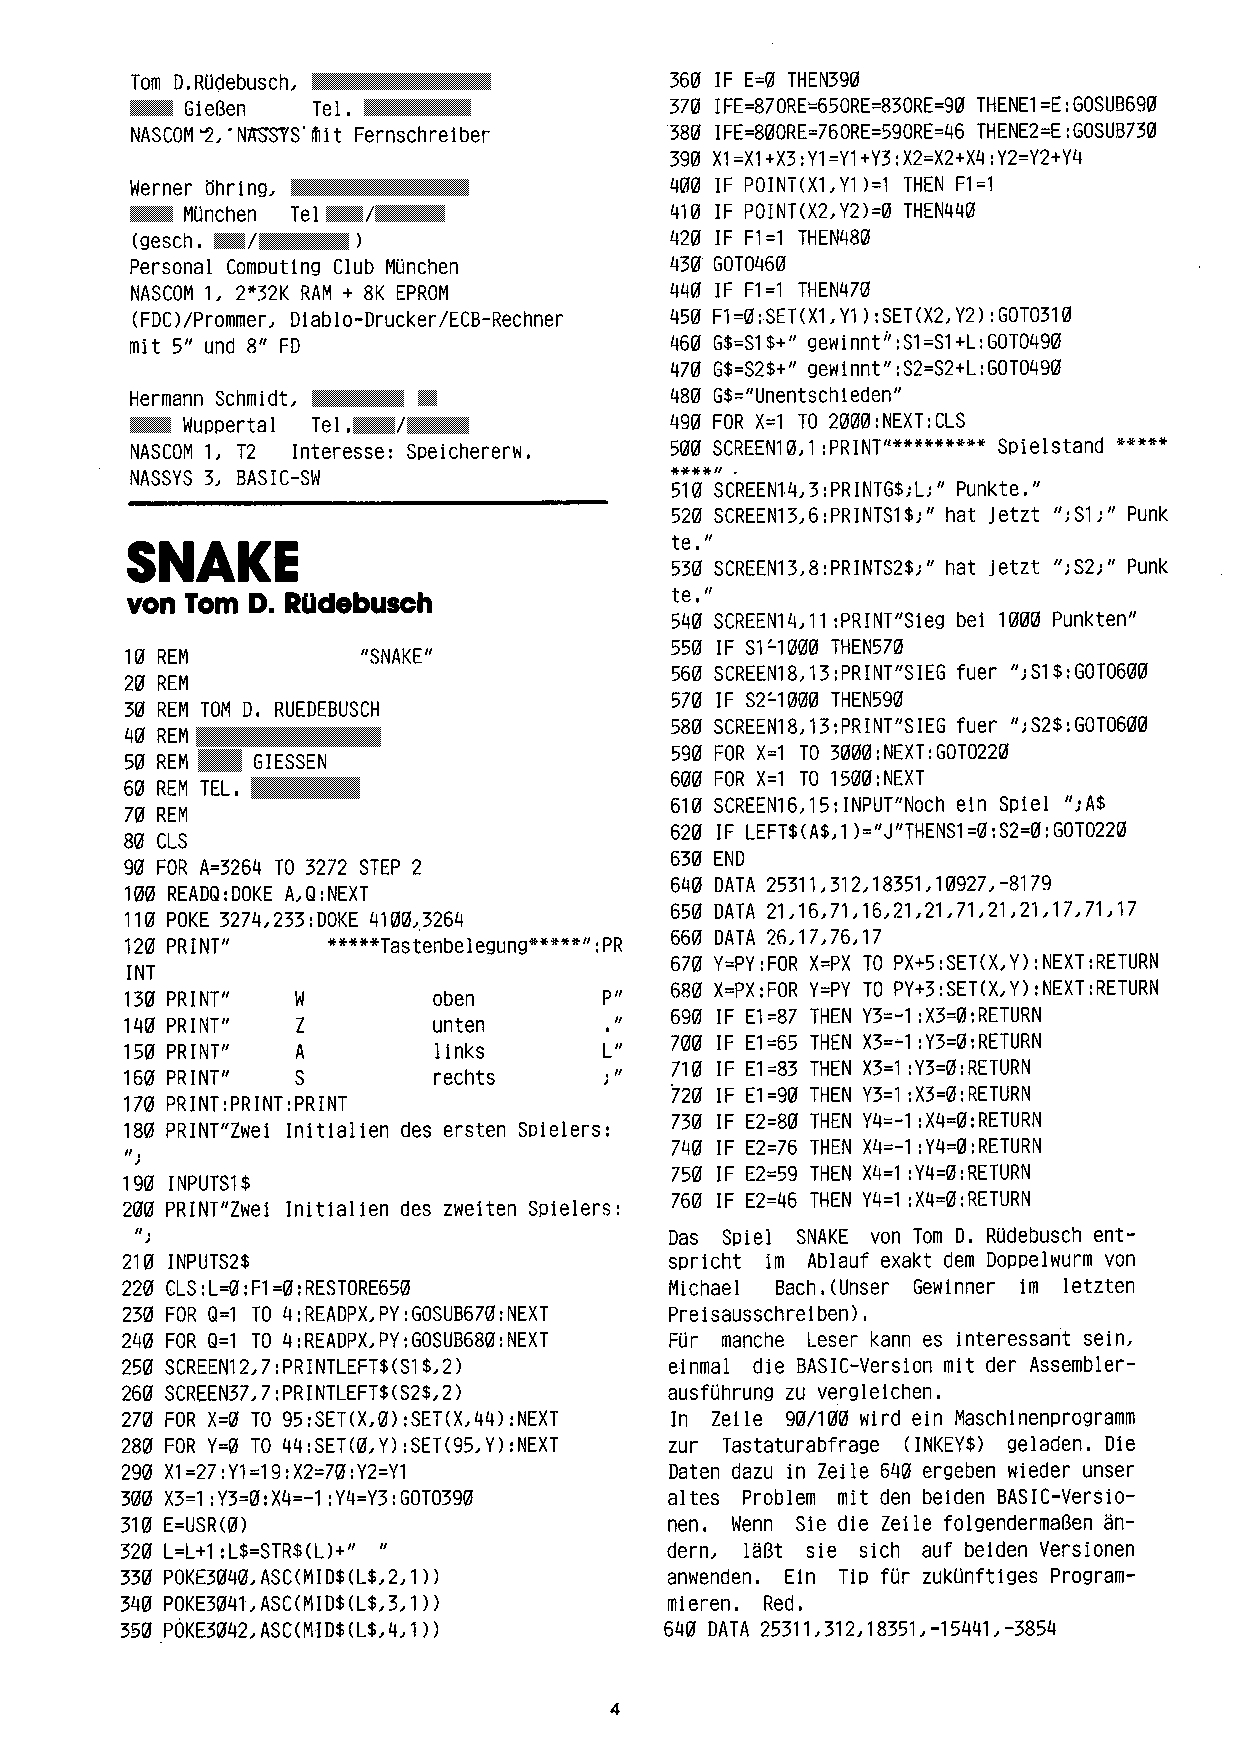 Tom D.Rüdebusch,
Gießen Tel.
NASCOM 2, NASSYS mit Fernschreiber
Werner Öhring,
München Tel /
(gesch. / )
Personal Computing Club München
NASCOM 1, 2*32K RAM + 8K EPROM
(FDC)/Prommer, Diablo-Drucker/ECB-Rechner
mit 5" und 8" FD
Hermann Schmidt,
Wuppertal Tel. /
NASCOM 1, T2 Interesse: Speichererw.
NASSYS 3, BASIC-SW
SNAKE
von Tom D. Rüdebusch
10 REM "SNAKE"
20 REM
30 REM TOM D. RUEDEBUSCH
40 REM
50 REM GIESSEN
60 REM TEL.
70 REM
80 CLS
90 FOR A=3264 TO 3272 STEP 2
100 READQ:DOKE A,Q:NEXT
110 POKE 3274,233:DOKE 4100,3264
120 PRINT" *****Tastenbelegung*****":PR
INT
130 PRINT" W oben P"
140 PRINT" Z unten ."
150 PRINT" A links L"
160 PRINT" S rechts ;"
170 PRINT:PRINT:PRINT
180 PRINT"Zwei Initialien des ersten Spielers:
";
190 INPUTS1$
200 PRINT"Zwei Initialien des zweiten Spielers:
";
210 INPUTS2$
220 CLS:L=0:F1=0:RESTORE650
230 FOR Q=1 TO 4:READPX,PY:GOSUB670:NEXT
240 FOR Q=1 TO 4:READPX,PY:GOSUB680:NEXT
250 SCREEN12,7:PRINTLEFT$(S1$,2)
260 SCREEN37,7:PRINTLEFT$(S2$,2)
270 FOR X=0 TO 95:SET(X,0):SET(X,44):NEXT
280 FOR Y=0 TO 44:SET(0,Y):SET(95,Y):NEXT
290 X1=27:Y1=19:X2=70:Y2=Y1
300 X3=1:Y3=0:X4=-1:Y4=Y3:GOTO390
310 E=USR(0)
320 L=L+1:L$=STR$(L)+" "
330 POKE3040,ASC(MID$(L$,2,1))
340 POKE3041,ASC(MID$(L$,3,1))
350 POKE3042,ASC(MID$(L$,4,1))
360 IF E=0 THEN390
370 IFE=87ORE=65ORE=83ORE=90 THENE1=E:GOSUB690
380 IFE=80ORE=76ORE=59ORE=46 THENE2=E:GOSUB730
390 X1=X1+X3:Y1=Y1+Y3:X2=X2+X4:Y2=Y2+Y4
400 IF POINT(X1,Y1)=1 THEN F1=1
410 IF POINT(X2,Y2)=0 THEN440
420 IF F1=1 THEN480
430 GOTO460
440 IF F1=1 THEN470
450 F1=0:SET(X1,Y1):SET(X2,Y2):GOTO310
460 G$=S1$+" gewinnt":S1=S1+L:GOTO490
470 G$=S2$+" gewinnt":S2=S2+L:GOTO490
480 G$="Unentschieden"
490 FOR X=1 TO 2000:NEXT:CLS
500 SCREEN10,1:PRINT"********* Spielstand *****
****"
510 SCREEN14,3:PRINTG$;L;" Punkte."
520 SCREEN13,6:PRINTS1$;" hat jetzt ";S1;" Punk
te."
530 SCREEN13,8:PRINTS2$;" hat jetzt ";S2;" Punk
te."
540 SCREEN14,11:PRINT"Sieg bei 1000 Punkten"
550 IF S1 1000 THEN570
560 SCREEN18,13:PRINT"SIEG fuer ";S1$:GOTO600
570 IF S2 1000 THEN590
580 SCREEN18,13:PRINT"SIEG fuer ";S2$:GOTO600
590 FOR X=1 TO 3000:NEXT:GOTO220
600 FOR X=1 TO 1500:NEXT
610 SCREEN16,15:INPUT"Noch ein Spiel ";A$
620 IF LEFT$(A$,1)="J"THENS1=0:S2=0:GOTO220
630 END
640 DATA 25311,312,18351,10927,-8179
650 DATA 21,16,71,16,21,21,71,21,21,17,71,17
660 DATA 26,17,76,17
670 Y=PY:FOR X=PX TO PX+5:SET(X,Y):NEXT:RETURN
680 X=PX:FOR Y=PY TO PY+3:SET(X,Y):NEXT:RETURN
690 IF E1=87 THEN Y3=-1:X3=0:RETURN
700 IF E1=65 THEN X3=-1:Y3=0:RETURN
710 IF E1=83 THEN X3=1:Y3=0:RETURN
720 IF E1=90 THEN Y3=1:X3=0:RETURN
730 IF E2=80 THEN Y4=-1:X4=0:RETURN
740 IF E2=76 THEN X4=-1:Y4=0:RETURN
750 IF E2=59 THEN X4=1:Y4=0:RETURN
760 IF E2=46 THEN Y4=1:X4=0:RETURN
Das Spiel SNAKE von Tom D. Rüdebusch ent-
spricht im Ablauf exakt dem Doppelwurm von
Michael Bach.(Unser Gewinner im letzten
Preisausschreiben).
Für manche Leser kann es interessant sein,
einmal die BASIC-Version mit der Assembler-
ausführung zu vergleichen.
In Zeile 90/100 wird ein Maschinenprogramm
zur Tastaturabfrage (INKEY$) geladen. Die
Daten dazu in Zeile 640 ergeben wieder unser
altes Problem mit den beiden BASIC-Versio-
nen. Wenn Sie die Zeile folgendermaßen än-
dern, läßt sie sich auf beiden Versionen
anwenden. Ein Tip für zukünftiges Program-
mieren. Red.
640 DATA 25311,312,18351,-15441,-3854
4